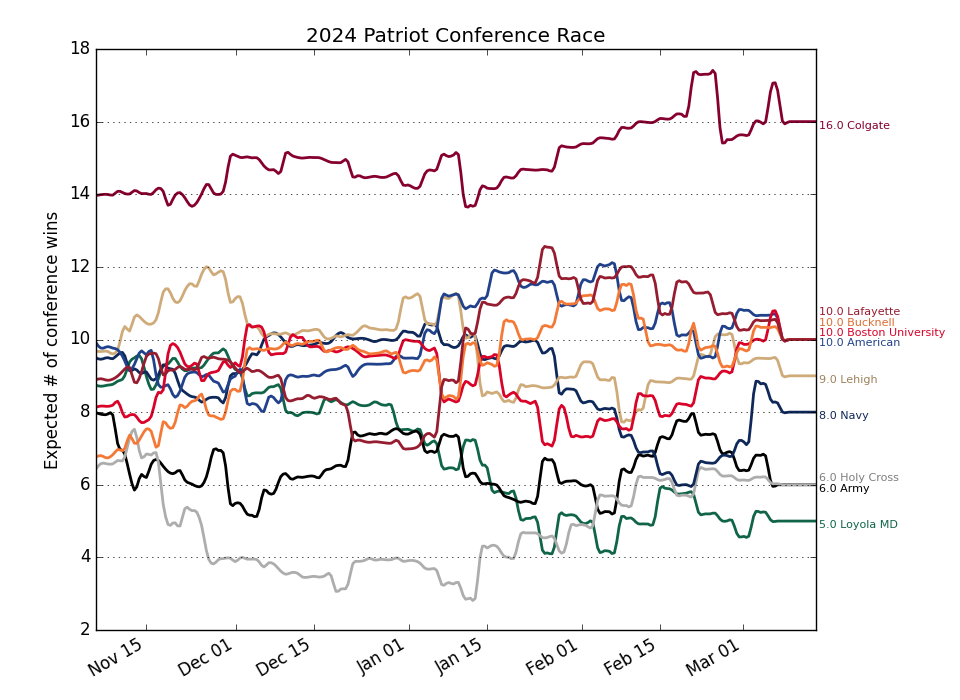 2024 Patriot Conference Race
Expected # of conference wins
18
16
14
12
10
8
6
4
2
16.0 Colgate
10.0 Lafayette
10.0 Bucknell
10.0 Boston University
10.0 American
9.0 Lehigh
8.0 Navy
6.0 Holy Cross
6.0 Army
5.0 Loyola MD
Nov 15
Dec 01
Dec 15
Jan 01
Jan 15
Feb 01
Feb 15
Mar 01